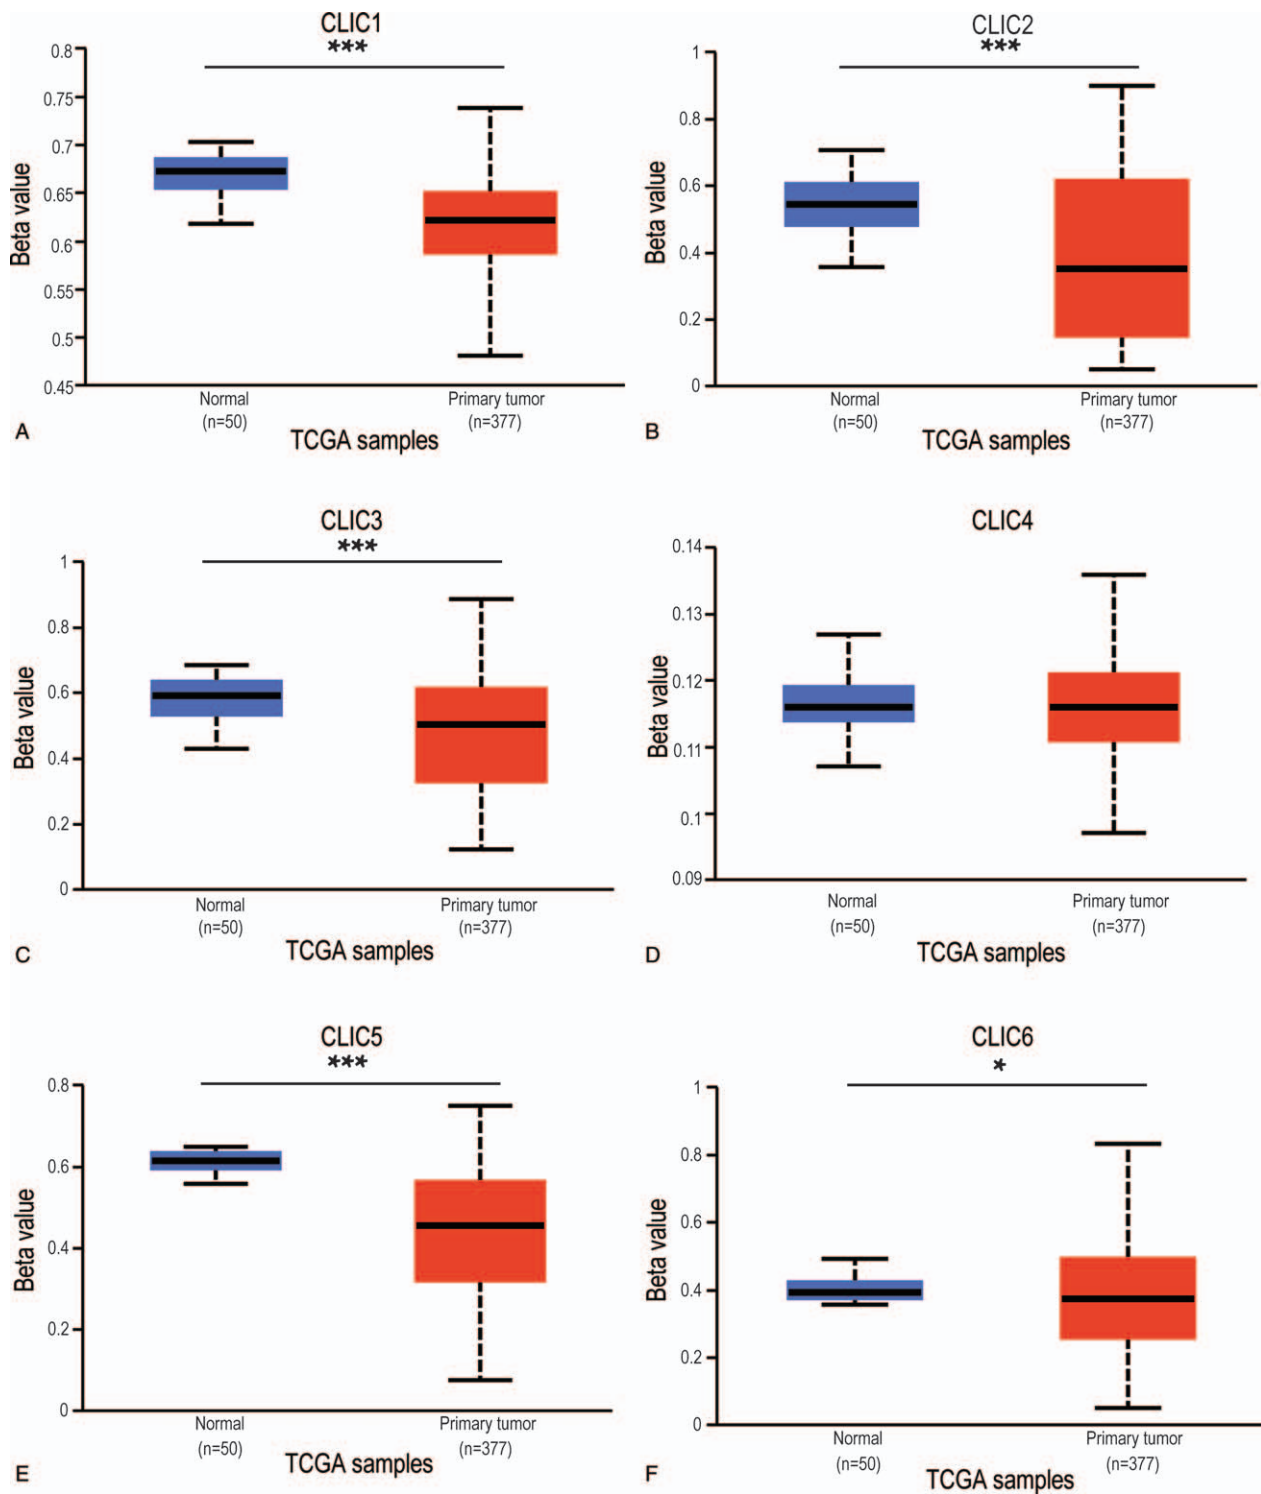 CLIC1
***
0.8
0.75
0.7
0.65
0.6
0.55
0.5
0.45
Beta value
Normal
(n=50)
Primary tumor
(n=377)
TCGA samples
A
CLIC2
***
1
0.8
0.6
0.4
0.2
0
Beta value
Normal
(n=50)
Primary tumor
(n=377)
TCGA samples
B
CLIC3
***
1
0.8
0.6
0.4
0.2
0
Beta value
Normal
(n=50)
Primary tumor
(n=377)
TCGA samples
C
CLIC4
0.14
0.13
0.12
0.11
0.1
0.09
Beta value
Normal
(n=50)
Primary tumor
(n=377)
TCGA samples
D
CLIC5
***
0.8
0.6
0.4
0.2
0
Beta value
Normal
(n=50)
Primary tumor
(n=377)
TCGA samples
E
CLIC6
*
1
0.8
0.6
0.4
0.2
0
Beta value
Normal
(n=50)
Primary tumor
(n=377)
TCGA samples
F